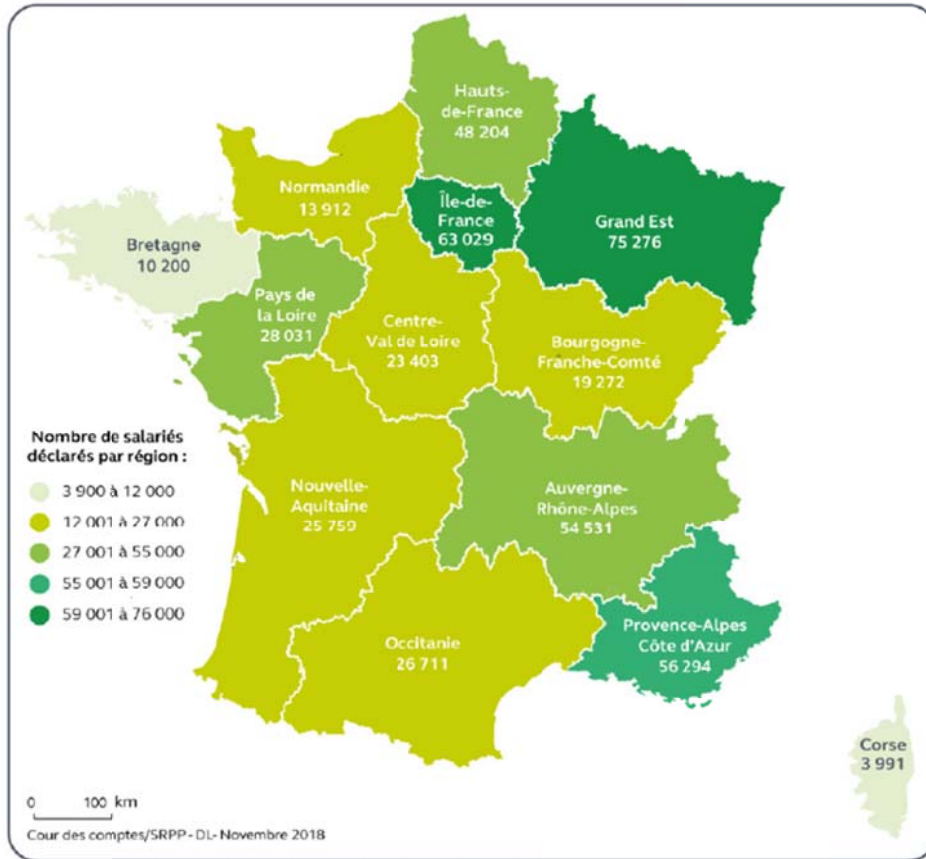 Hauts-
de-France
48 204
Normandie
13 912
Île-de-
France
63 029
Grand Est
75 276
Bretagne
10 200
Pays de
la Loire
28 031
Centre-
Val de Loire
23 403
Bourgogne-
Franche-Comté
19 272
Nombre de salariés
déclarés par région :
3 900 à 12 000
12 001 à 27 000
27 001 à 55 000
55 001 à 59 000
59 001 à 76 000
Nouvelle-
Aquitaine
25 759
Auvergne-
Rhône-Alpes
54 531
Occitanie
26 711
Provence-Alpes
Côte d'Azur
56 294
Corse
3 991
0 100 km
Cour des comptes/SRPP - DL- Novembre 2018